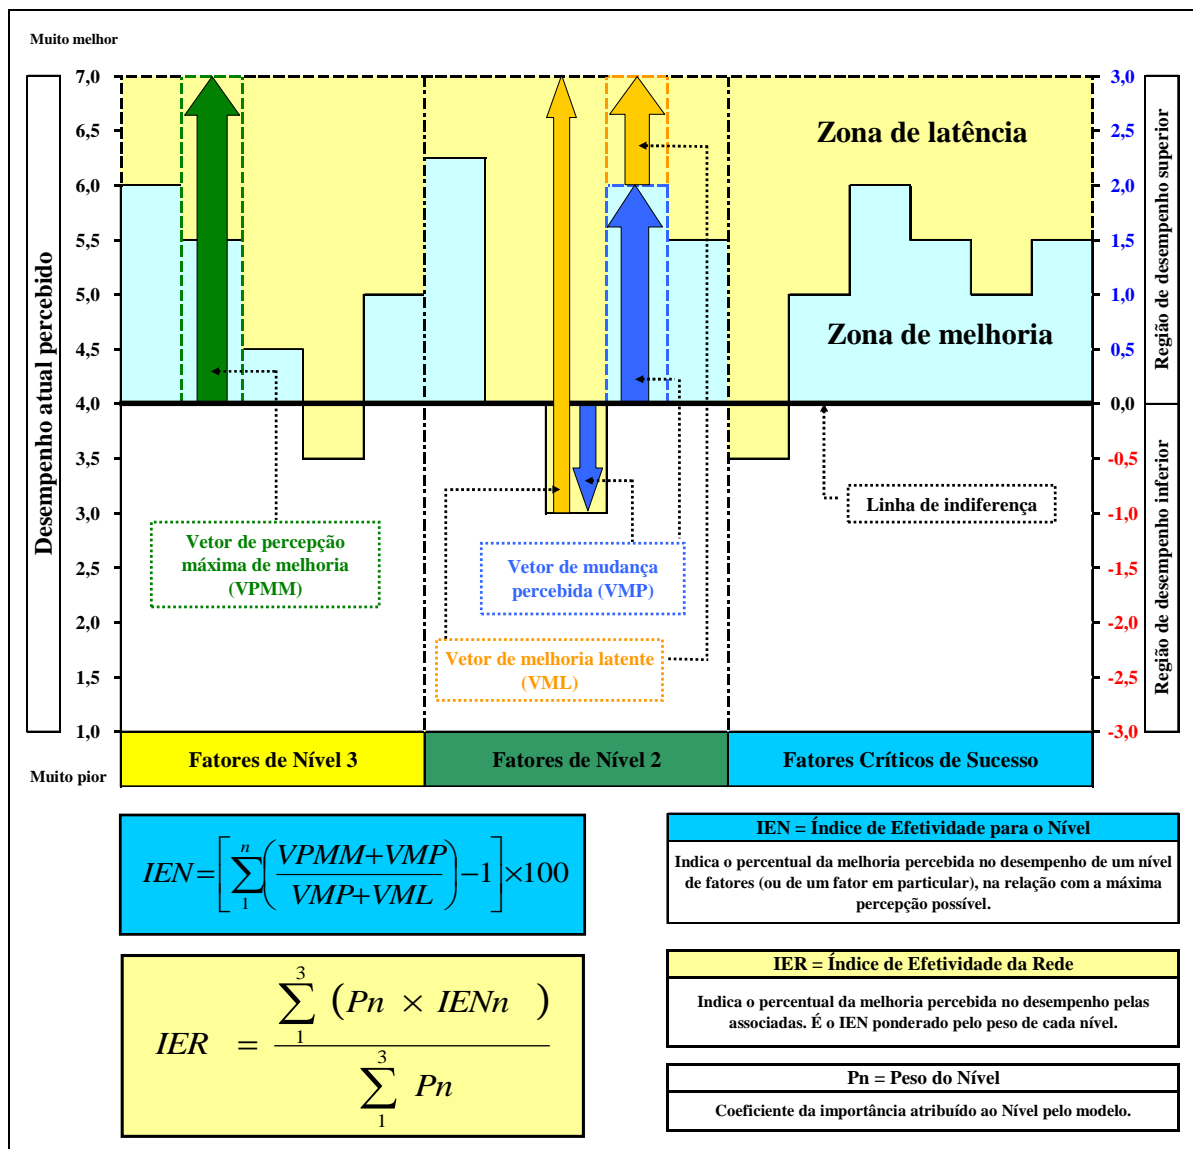 Muito melhor
Desempenho atual percebido
7,0
6,5
6,0
5,5
5,0
4,5
4,0
3,5
3,0
2,5
2,0
1,5
1,0
Muito pior
Zona de latência
Zona de melhoria
Linha de indiferença
Vetor de percepção
máxima de melhoria
(VPMM)
Vetor de mudança
percebida (VMP)
Vetor de melhoria latente
(VML)
3,0
2,5
2,0
1,5
1,0
0,5
0,0
-0,5
-1,0
-1,5
-2,0
-2,5
-3,0
Região de desempenho superior
Região de desempenho inferior
Fatores de Nível 3
Fatores de Nível 2
Fatores Críticos de Sucesso
IEN = [ n ∑ 1 ( VPMM + VMP / VMP + VML ) − 1 ] × 100
IEN = Índice de Efetividade para o Nível
Indica o percentual da melhoria percebida no desempenho de um nível
de fatores (ou de um fator em particular), na relação com a máxima
percepção possível.
IER = 3 ∑ 1 ( Pn × IENn ) / 3 ∑ 1 Pn
IER = Índice de Efetividade da Rede
Indica o percentual da melhoria percebida no desempenho pelas
associadas. É o IEN ponderado pelo peso de cada nível.
Pn = Peso do Nível
Coeficiente da importância atribuído ao Nível pelo modelo.